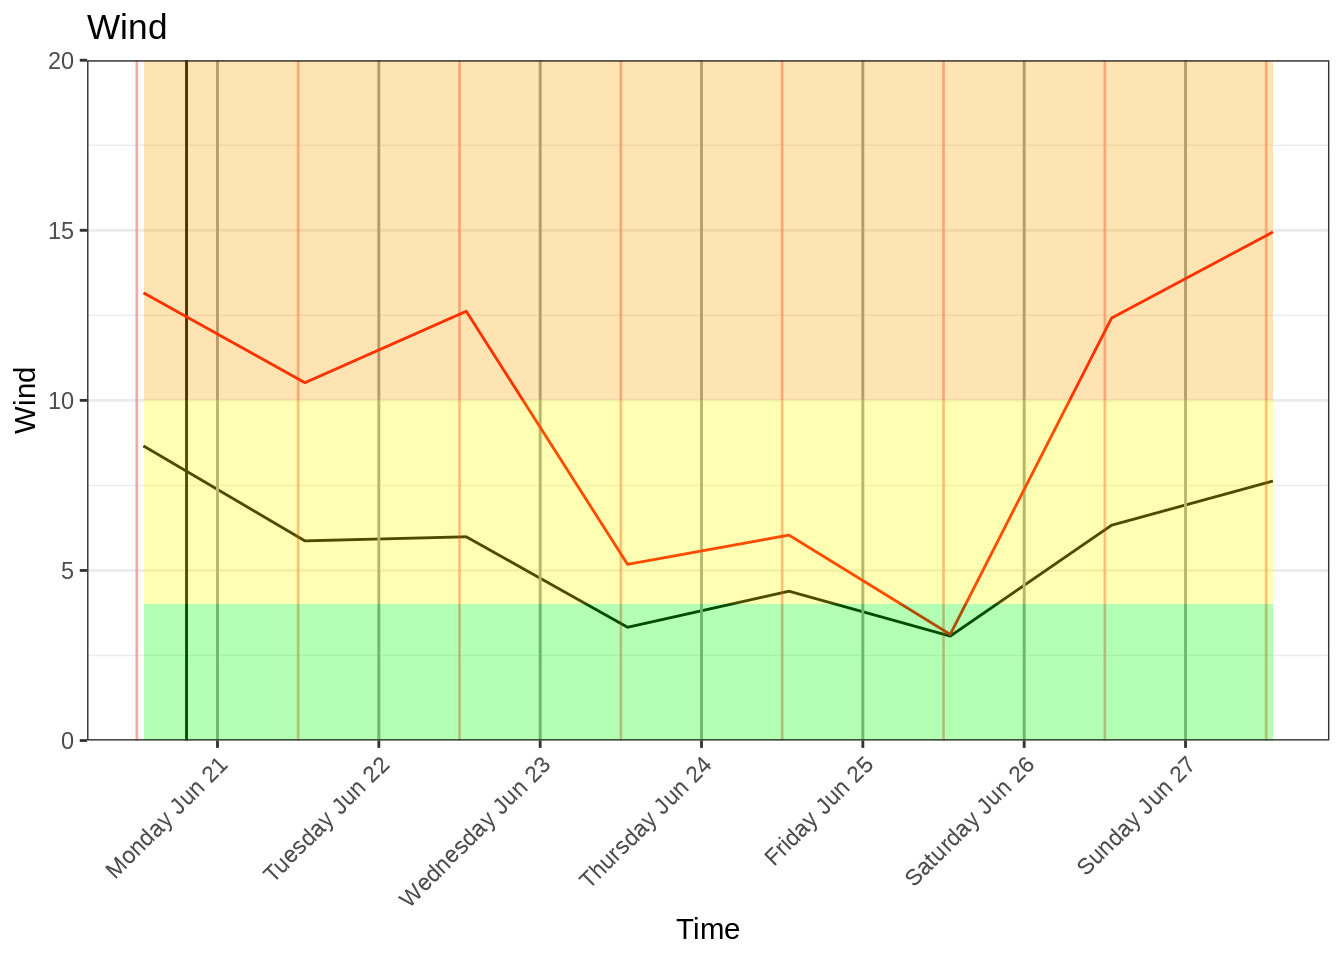 Wind
20
15
10
5
0
Wind
Monday Jun 21
Tuesday Jun 22
Wednesday Jun 23
Thursday Jun 24
Friday Jun 25
Saturday Jun 26
Sunday Jun 27
Time